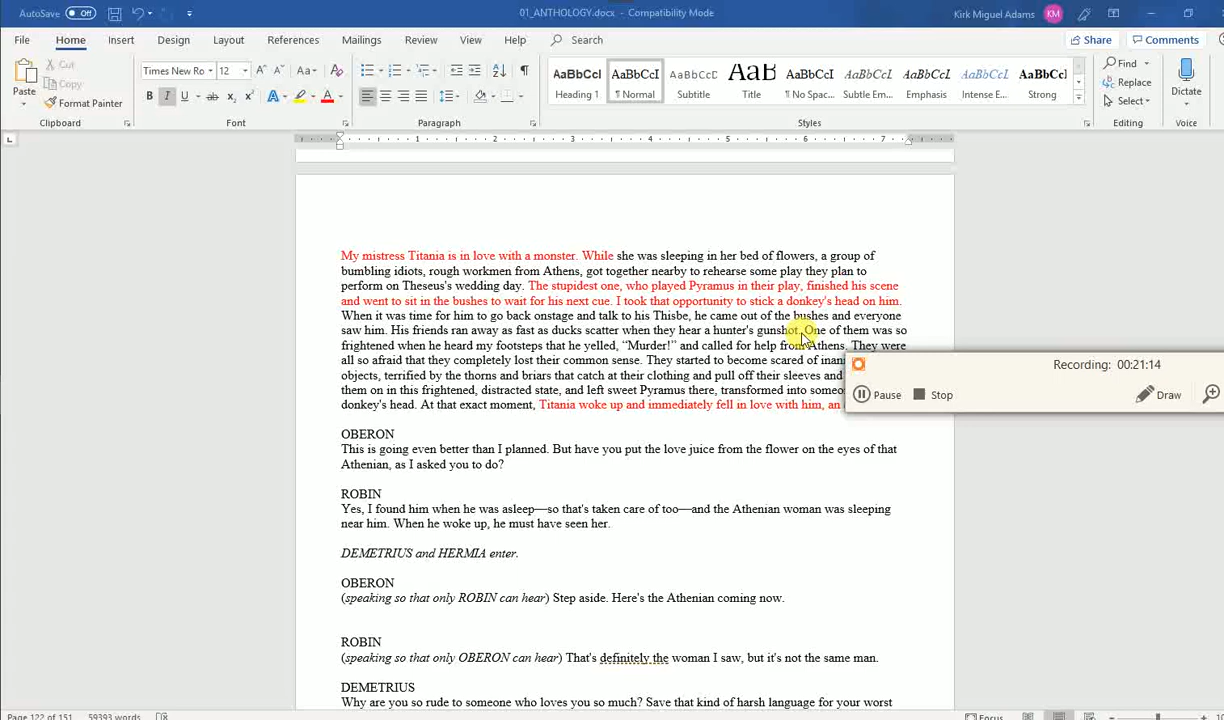 AutoSave Off
01_ANTHOLOGY.docx - Compatibility Mode
Kirk Miguel Adams KM
File Home Insert Design Layout References Mailings Review View Help Search
Share Comments
Paste
Cut
Copy
Format Painter
Times New Ro 12
Aa
B I U ab x₂ x² A A
AaBbCcI AaBbCcI AaBbCcD AaB AaBbCcI AaBbCcI AaBbCcI AaBbCcI AaBbCcI
Heading 1 ¶ Normal Subtitle Title ¶ No Spac... Subtle Em... Emphasis Intense E... Strong
Find
Replace
Select
Dictate
Clipboard Font Paragraph Styles Editing Voice
1 2 3 4 5 6 7
My mistress Titania is in love with a monster. While she was sleeping in her bed of flowers, a group of
bumbling idiots, rough workmen from Athens, got together nearby to rehearse some play they plan to
perform on Theseus's wedding day. The stupidest one, who played Pyramus in their play, finished his scene
and went to sit in the bushes to wait for his next cue. I took that opportunity to stick a donkey's head on him.
When it was time for him to go back onstage and talk to his Thisbe, he came out of the bushes and everyone
saw him. His friends ran away as fast as ducks scatter when they hear a hunter's gunshot. One of them was so
frightened when he heard my footsteps that he yelled, “Murder!” and called for help from Athens. They were
all so afraid that they completely lost their common sense. They started to become scared of inani
objects, terrified by the thorns and briars that catch at their clothing and pull off their sleeves and
them on in this frightened, distracted state, and left sweet Pyramus there, transformed into someo
donkey's head. At that exact moment, Titania woke up and immediately fell in love with him, an
Recording: 00:21:14
Pause Stop Draw
OBERON
This is going even better than I planned. But have you put the love juice from the flower on the eyes of that
Athenian, as I asked you to do?
ROBIN
Yes, I found him when he was asleep—so that's taken care of too—and the Athenian woman was sleeping
near him. When he woke up, he must have seen her.
DEMETRIUS and HERMIA enter.
OBERON
(speaking so that only ROBIN can hear) Step aside. Here's the Athenian coming now.
ROBIN
(speaking so that only OBERON can hear) That's definitely the woman I saw, but it's not the same man.
DEMETRIUS
Why are you so rude to someone who loves you so much? Save that kind of harsh language for your worst
Page 122 of 151 59393 words
Focus